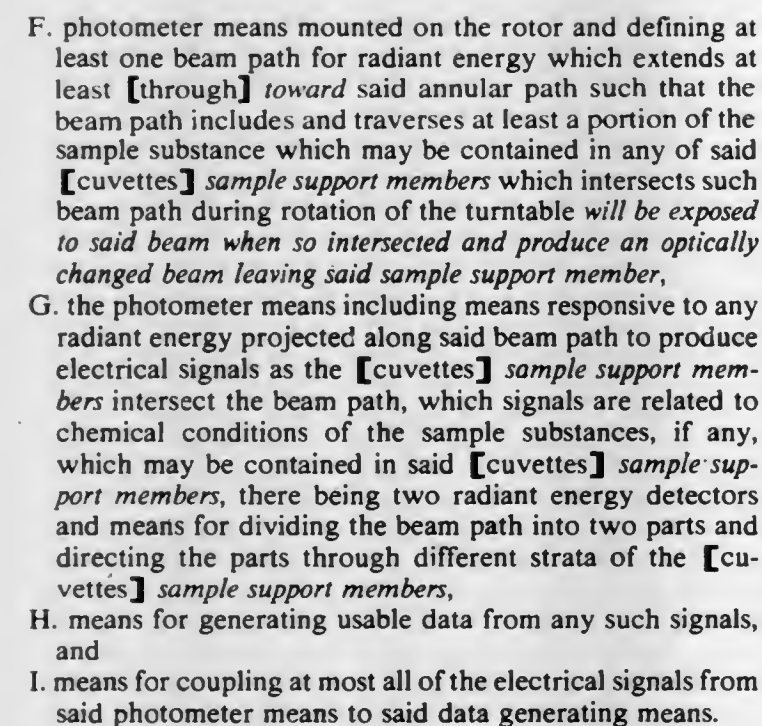 F. photometer means mounted on the rotor and defining at
least one beam path for radiant energy which extends at
least [through] toward said annular path such that the
beam path includes and traverses at least a portion of the
sample substance which may be contained in any of said
[cuvettes] sample support members which intersects such
beam path during rotation of the turntable will be exposed
to said beam when so intersected and produce an optically
changed beam leaving said sample support member,
G. the photometer means including means responsive to any
radiant energy projected along said beam path to produce
electrical signals as the [cuvettes] sample support mem-
bers intersect the beam path, which signals are related to
chemical conditions of the sample substances, if any,
which may be contained in said [cuvettes] sample sup-
port members, there being two radiant energy detectors
and means for dividing the beam path into two parts and
directing the parts through different strata of the [cu-
vettes] sample support members,
H. means for generating usable data from any such signals,
and
I. means for coupling at most all of the electrical signals from
said photometer means to said data generating means.